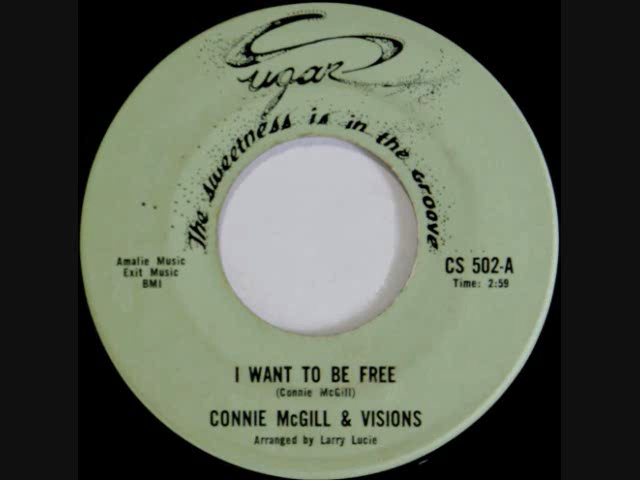 Sugar
The sweetness is in the groove
Amalie Music
Exit Music
BMI
CS 502-A
Time: 2:59
I WANT TO BE FREE
(Connie McGill)
CONNIE McGILL & VISIONS
Arranged by Larry Lucie